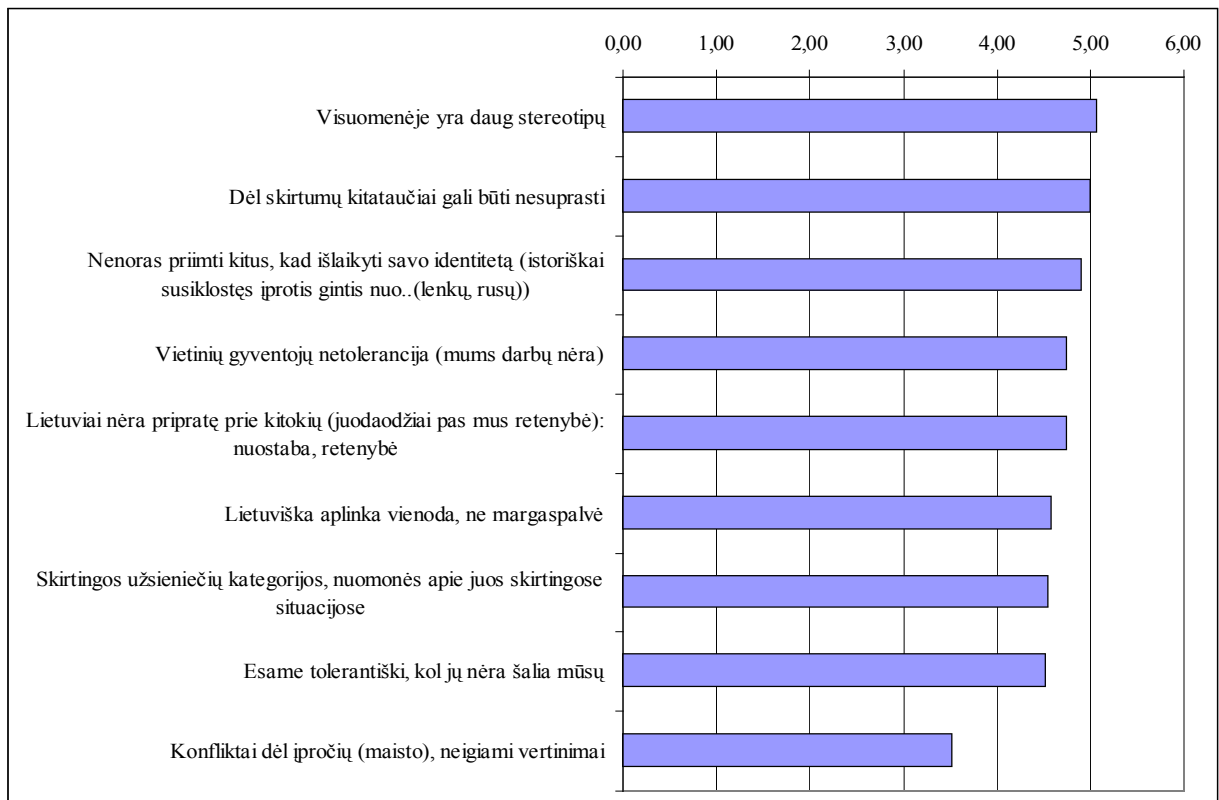 0,00 1,00 2,00 3,00 4,00 5,00 6,00
Visuomenėje yra daug stereotipų
Dėl skirtumų kitataučiai gali būti nesuprasti
Nenoras priimti kitus, kad išlaikyti savo identitetą (istoriškai
susiklostęs įprotis gintis nuo..(lenkų, rusų))
Vietinių gyventojų netolerancija (mums darbų nėra)
Lietuviai nėra pripratę prie kitokių (juodaodžiai pas mus retenybė):
nuostaba, retenybė
Lietuviška aplinka vienoda, ne margaspalvė
Skirtingos užsieniečių kategorijos, nuomonės apie juos skirtingose
situacijose
Esame tolerantiški, kol jų nėra šalia mūsų
Konfliktai dėl įpročių (maisto), neigiami vertinimai